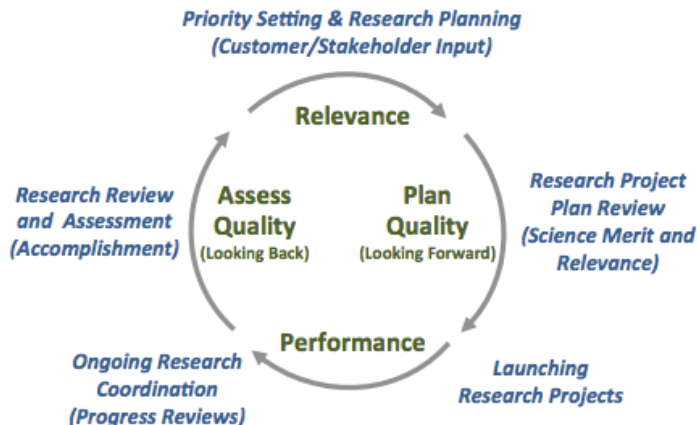 Priority Setting & Research Planning
(Customer/Stakeholder Input)
Relevance
Research Review
and Assessment
(Accomplishment)
Assess
Quality
(Looking Back)
Plan
Quality
(Looking Forward)
Research Project
Plan Review
(Science Merit and
Relevance)
Performance
Ongoing Research
Coordination
(Progress Reviews)
Launching
Research Projects